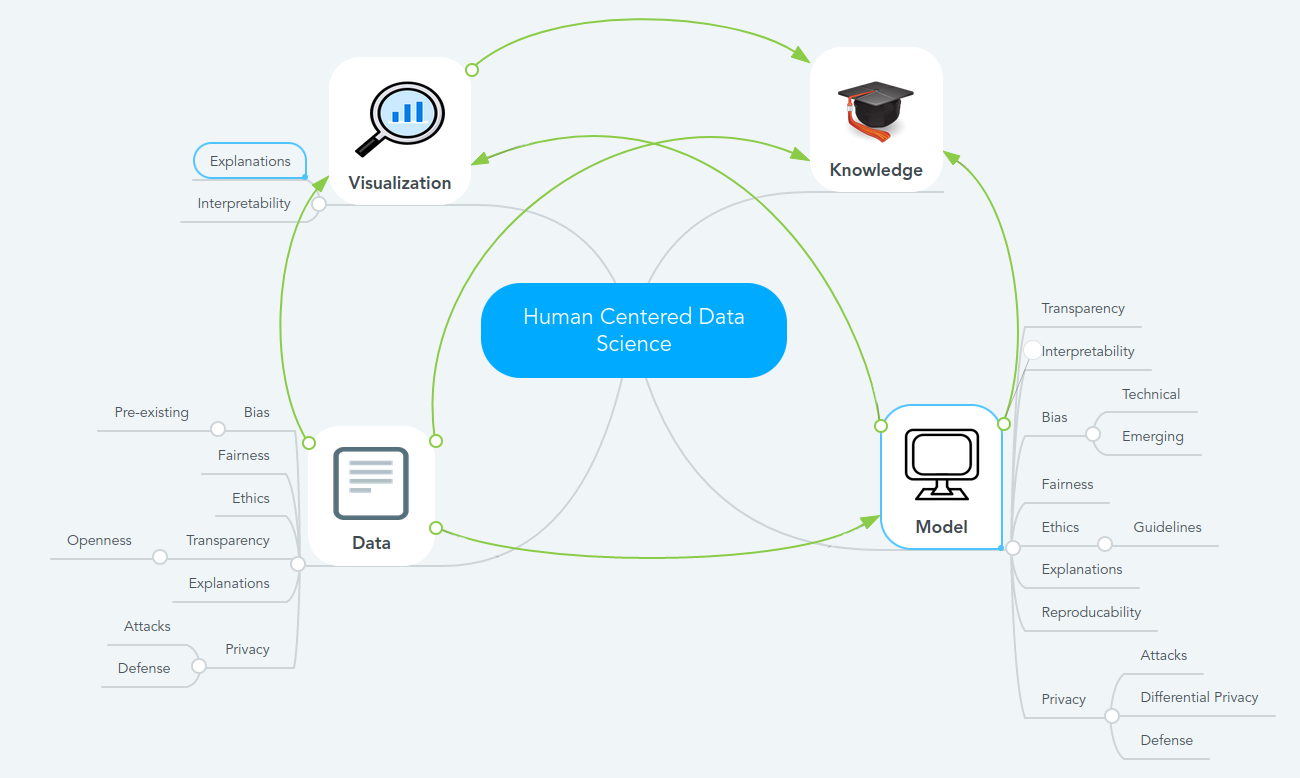 Visualization
Explanations
Interpretability
Knowledge
Human Centered Data
Science
Data
Bias
Pre-existing
Fairness
Ethics
Transparency
Openness
Explanations
Privacy
Attacks
Defense
Model
Transparency
Interpretability
Bias
Technical
Emerging
Fairness
Ethics
Guidelines
Explanations
Reproducability
Privacy
Attacks
Differential Privacy
Defense